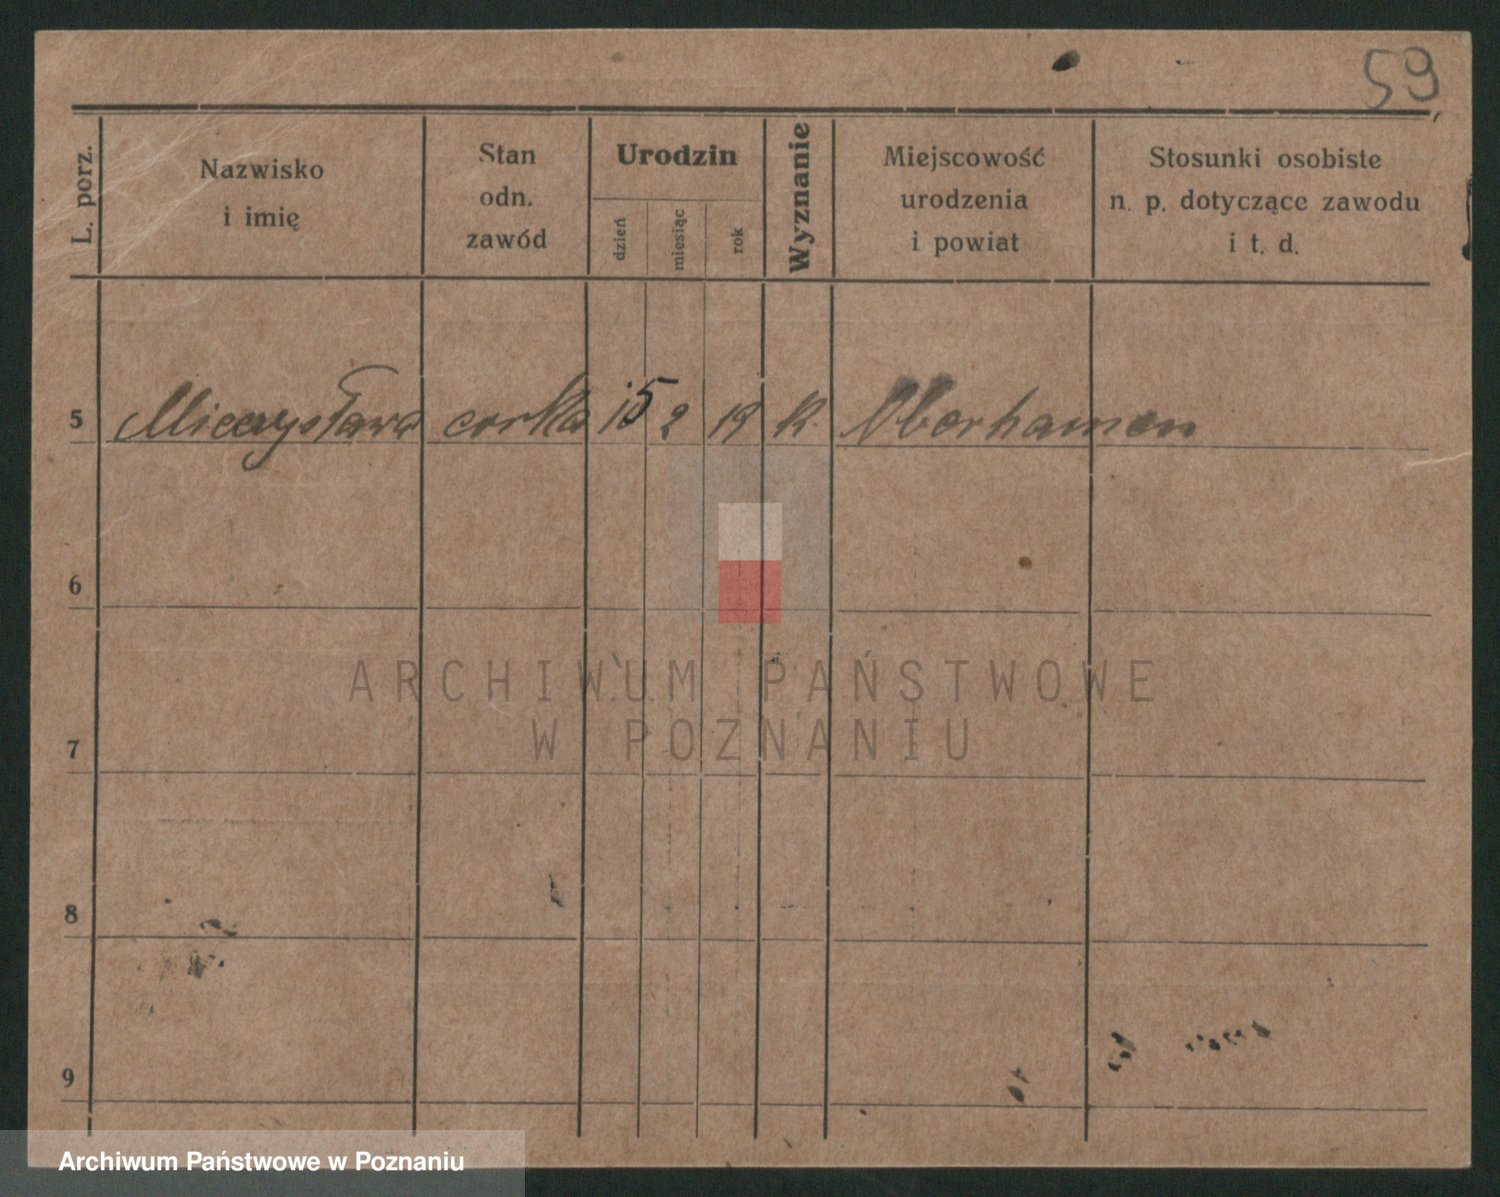 59
L. porz.
Nazwisko
i imię
Stan
odn.
zawód
Urodzin
dzień
miesiąc
rok
Wyznanie
Miejscowość
urodzenia
i powiat
Stosunki osobiste
n. p. dotyczące zawodu
i t. d.
5 Mieczysława corka 15 2 19 k. Oberhamen
6
ARCHIWUM PAŃSTWOWE
W POZNANIU
7
8
9
Archiwum Państwowe w Poznaniu